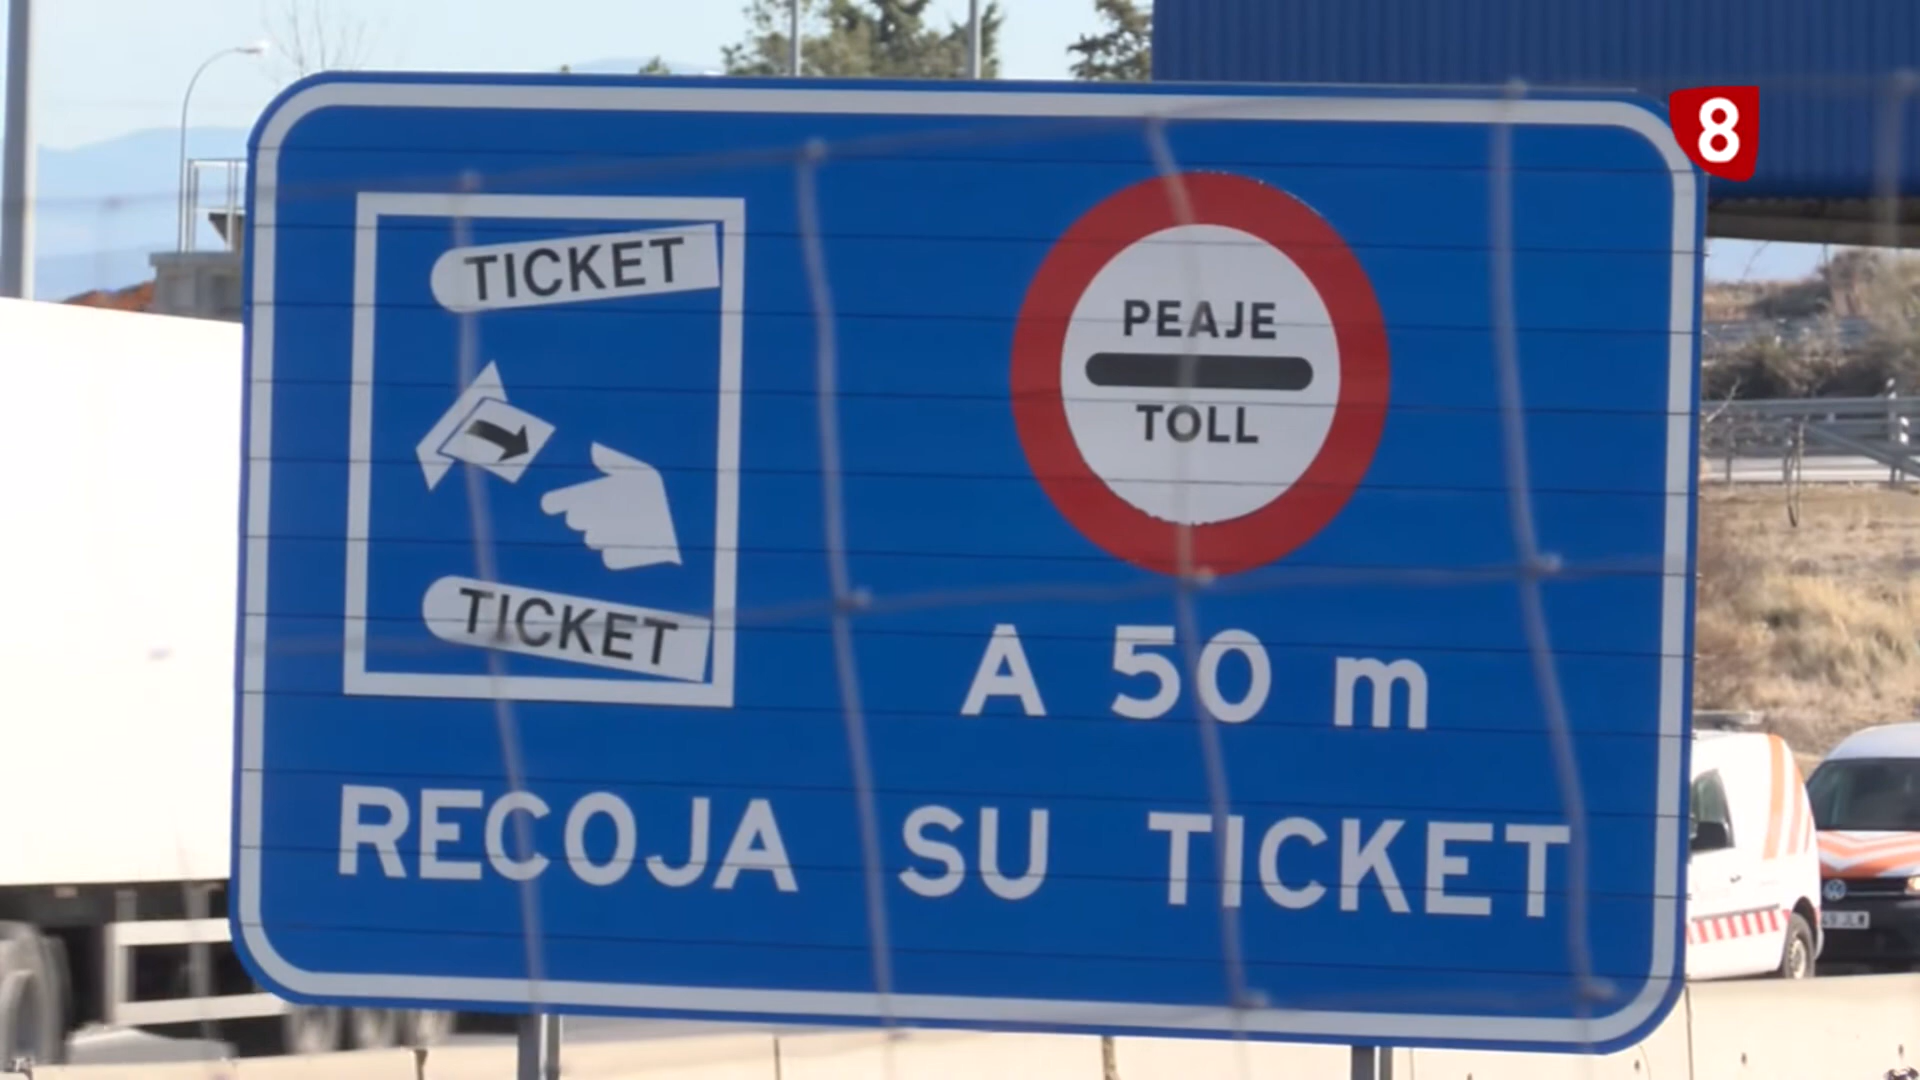 8
TICKET
TICKET
PEAJE
TOLL
A 50 m
RECOJA SU TICKET